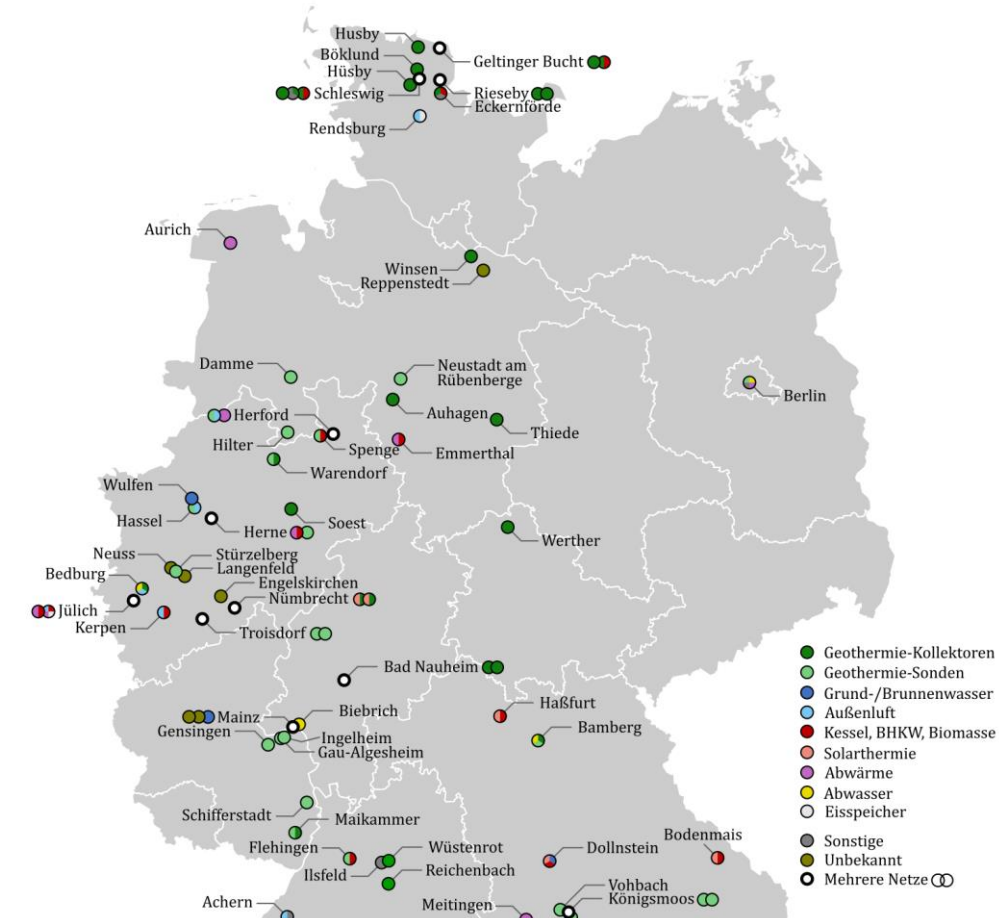 Husby
Böklund
Hüsby
Schleswig
Rendsburg
Geltinger Bucht
Rieseby
Eckernförde
Aurich
Winsen
Reppenstedt
Damme
Neustadt am
Rübenberge
Auhagen
Thiede
Berlin
Herford
Hilter
Spenge
Emmerthal
Warendorf
Wulfen
Hassel
Soest
Herne
Werther
Neuss
Stürzelberg
Langenfeld
Bedburg
Engelskirchen
Nümbrecht
Jülich
Kerpen
Troisdorf
Bad Nauheim
Haßfurt
Bamberg
Biebrich
Mainz
Gensingen
Ingelheim
Gau-Algesheim
Schifferstadt
Maikammer
Flehingen
Wüstenrot
Ilsfeld
Reichenbach
Dollnstein
Bodenmais
Vohbach
Königsmoos
Achern
Meitingen
Geothermie-Kollektoren
Geothermie-Sonden
Grund-/Brunnenwasser
Außenluft
Kessel, BHKW, Biomasse
Solarthermie
Abwärme
Abwasser
Eisspeicher
Sonstige
Unbekannt
Mehrere Netze